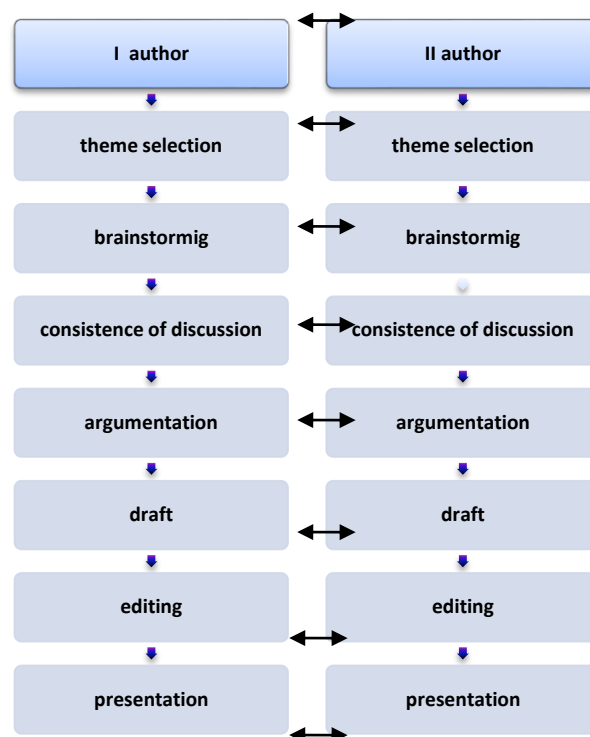 I author
II author
theme selection
theme selection
brainstormig
brainstormig
consistence of discussion
consistence of discussion
argumentation
argumentation
draft
draft
editing
editing
presentation
presentation